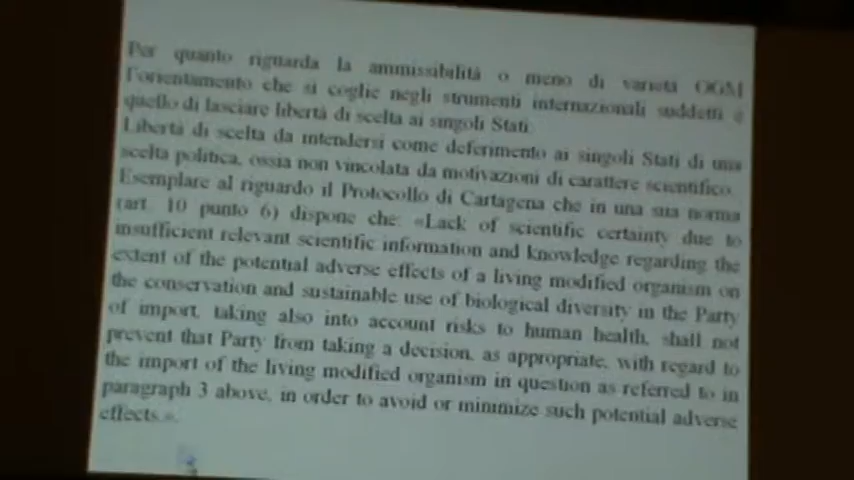 Per quanto riguarda la ammissibilità o meno di varietà OGM
l'orientamento che si coglie negli strumenti internazionali suddetti è
quello di lasciare libertà di scelta ai singoli Stati.
Libertà di scelta da intendersi come deferimento ai singoli Stati di una
scelta politica, ossia non vincolata da motivazioni di carattere scientifico.
Esemplare al riguardo il Protocollo di Cartagena che in una sua norma
(art. 10 punto 6) dispone che: «Lack of scientific certainty due to
insufficient relevant scientific information and knowledge regarding the
extent of the potential adverse effects of a living modified organism on
the conservation and sustainable use of biological diversity in the Party
of import, taking also into account risks to human health, shall not
prevent that Party from taking a decision, as appropriate, with regard to
the import of the living modified organism in question as referred to in
paragraph 3 above, in order to avoid or minimize such potential adverse
effects.».